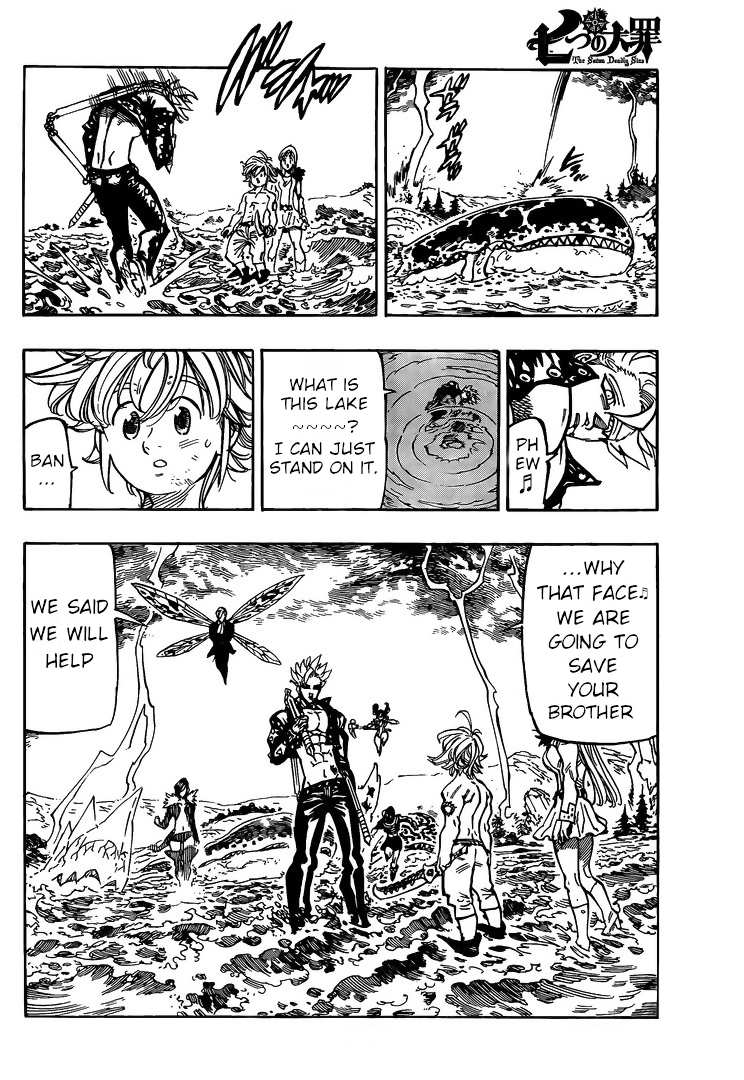 七つの大罪
The Seven Deadly Sins
PH
EW
♫
WHAT IS
THIS LAKE
~~~~?
I CAN JUST
STAND ON IT.
BAN
...
...WHY
THAT FACE♫
WE ARE
GOING TO
SAVE
YOUR
BROTHER
WE SAID
WE WILL
HELP